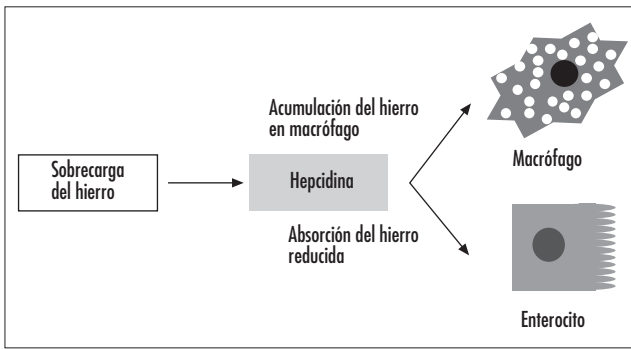 Acumulación del hierro
en macrófago
Macrófago
Sobrecarga
del hierro
Hepcidina
Absorción del hierro
reducida
Enterocito